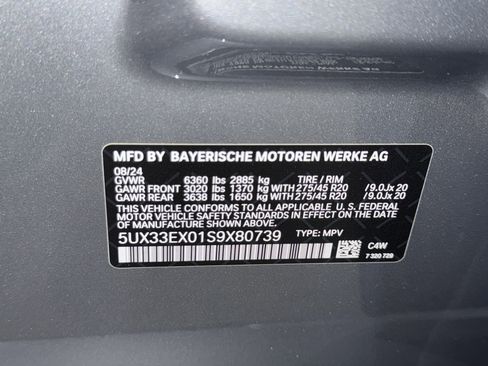 MFD BY BAYERISCHE MOTOREN WERKE AG
08/24
GVWR 6360 lbs 2885 kg TIRE / RIM
GAWR FRONT 3020 lbs 1370 kg WITH 275/45 R20 /9.0Jx 20
GAWR REAR 3638 lbs 1650 kg WITH 275/45 R20 /9.0Jx 20
THIS VEHICLE CONFORMS TO ALL APPLICABLE U. S. FEDERAL
MOTOR VEHICLE SAFETY STANDARDS IN EFFECT ON THE
DATE OF MANUFACTURE SHOWN ABOVE.
5UX33EX01S9X80739 TYPE: MPV
C4W
7 320 728